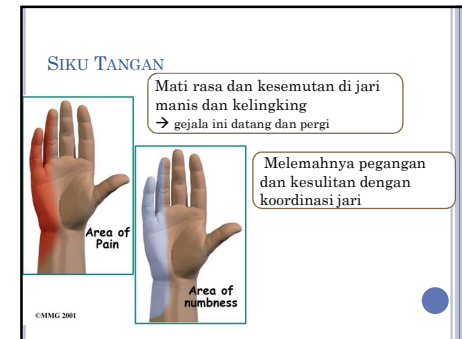 SIKU TANGAN
Mati rasa dan kesemutan di jari
manis dan kelingking
→ gejala ini datang dan pergi
Melemahnya pegangan
dan kesulitan dengan
koordinasi jari
Area of
Pain
Area of
numbness
©MMG 2001